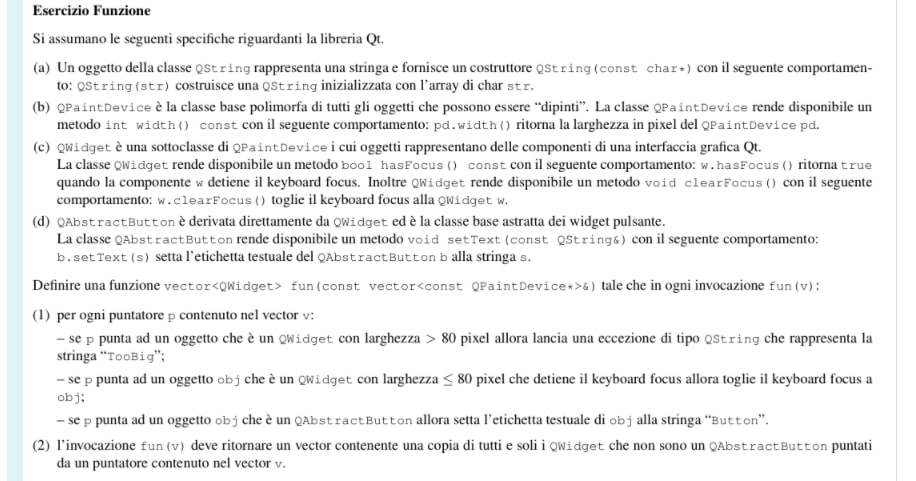 Esercizio Funzione
Si assumano le seguenti specifiche riguardanti la libreria Qt.
(a) Un oggetto della classe QString rappresenta una stringa e fornisce un costruttore QString(const char*) con il seguente comportamen-
to: QString(str) costruisce una QString inizializzata con l'array di char str.
(b) QPaintDevice è la classe base polimorfa di tutti gli oggetti che possono essere “dipinti”. La classe QPaintDevice rende disponibile un
metodo int width() const con il seguente comportamento: pd.width() ritorna la larghezza in pixel del QPaintDevice pd.
(c) QWidget è una sottoclasse di QPaintDevice i cui oggetti rappresentano delle componenti di una interfaccia grafica Qt.
La classe QWidget rende disponibile un metodo bool hasFocus() const con il seguente comportamento: w.hasFocus() ritorna true
quando la componente w detiene il keyboard focus. Inoltre QWidget rende disponibile un metodo void clearFocus() con il seguente
comportamento: w.clearFocus() toglie il keyboard focus alla QWidget w.
(d) QAbstractButton è derivata direttamente da QWidget ed è la classe base astratta dei widget pulsante.
La classe QAbstractButton rende disponibile un metodo void setText(const QString&) con il seguente comportamento:
b.setText(s) setta l'etichetta testuale del QAbstractButton b alla stringa s.
Definire una funzione vector<QWidget> fun(const vector<const QPaintDevice*>&) tale che in ogni invocazione fun(v):
(1) per ogni puntatore p contenuto nel vector v:
– se p punta ad un oggetto che è un QWidget con larghezza > 80 pixel allora lancia una eccezione di tipo QString che rappresenta la
stringa “TooBig”;
– se p punta ad un oggetto obj che è un QWidget con larghezza ≤ 80 pixel che detiene il keyboard focus allora toglie il keyboard focus a
obj;
– se p punta ad un oggetto obj che è un QAbstractButton allora setta l'etichetta testuale di obj alla stringa “Button”.
(2) l'invocazione fun(v) deve ritornare un vector contenente una copia di tutti e soli i QWidget che non sono un QAbstractButton puntati
da un puntatore contenuto nel vector v.